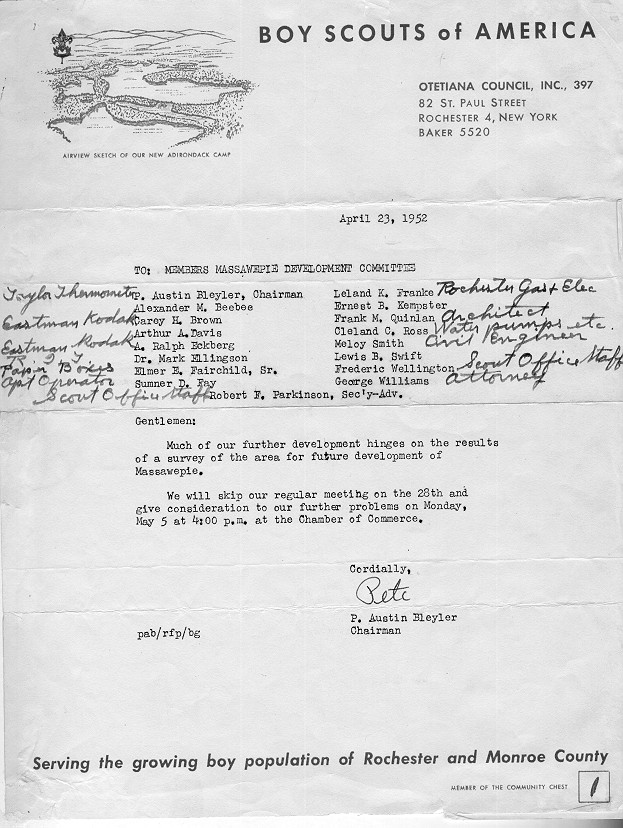 BOY SCOUTS of AMERICA
OTETIANA COUNCIL, INC., 397
82 ST. PAUL STREET
ROCHESTER 4, NEW YORK
BAKER 5520
AIRVIEW SKETCH OF OUR NEW ADIRONDACK CAMP
April 23, 1952
TO: MEMBERS MASSAWEPIE DEVELOPMENT COMMITTEE
Taylor Thermometer P. Austin Bleyler, Chairman
Alexander M. Beebee
Eastman Kodak Carey H. Brown
Arthur A. Davis
Eastman Kodak A. Ralph Eckberg
R I T Dr. Mark Ellingson
Paper Boxes Elmer E. Fairchild, Sr.
Apt Operator Sumner D. Fay
Leland K. Franke Rochester Gas & Elec
Ernest B. Kempster
Frank M. Quinlan Architect
Cleland C. Ross Water pumps etc.
Meloy Smith Civil Engineer
Lewis B. Swift
Frederic Wellington Scout Office Staff
George Williams Attorney
Scout Office Staff Robert F. Parkinson, Sec'y-Adv.
Gentlemen:
Much of our further development hinges on the results
of a survey of the area for future development of
Massawepie.
We will skip our regular meeting on the 28th and
give consideration to our further problems on Monday,
May 5 at 4:00 p.m. at the Chamber of Commerce.
Cordially,
Pete
P. Austin Bleyler
Chairman
pab/rfp/bg
Serving the growing boy population of Rochester and Monroe County
MEMBER OF THE COMMUNITY CHEST